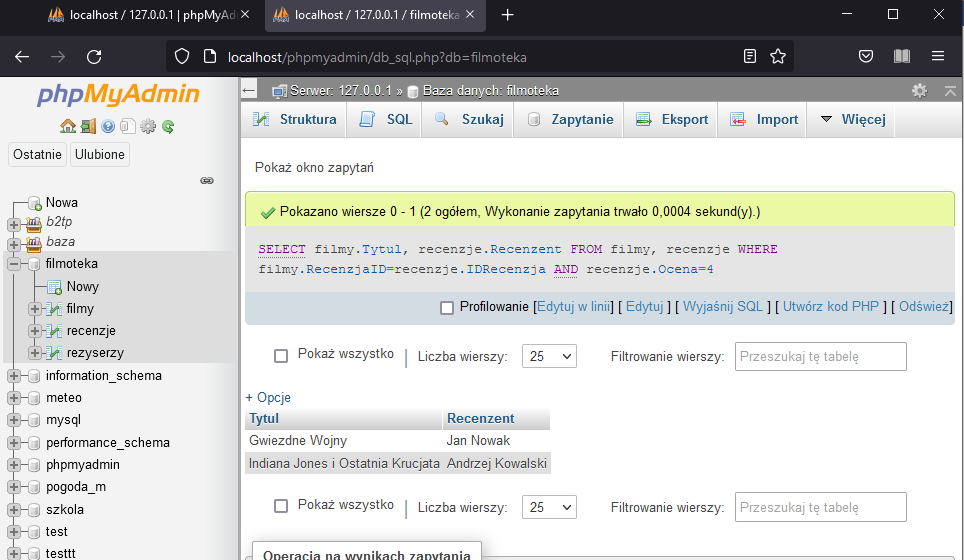 localhost / 127.0.0.1 | phpMyAd
localhost / 127.0.0.1 / filmoteka
localhost/phpmyadmin/db_sql.php?db=filmoteka
phpMyAdmin
Ostatnie Ulubione
Nowa
b2tp
baza
filmoteka
Nowy
filmy
recenzje
rezyserzy
information_schema
meteo
mysql
performance_schema
phpmyadmin
pogoda_m
szkola
test
testtt
Serwer: 127.0.0.1 » Baza danych: filmoteka
Struktura SQL Szukaj Zapytanie Eksport Import Więcej
Pokaż okno zapytań
Pokazano wiersze 0 - 1 (2 ogółem, Wykonanie zapytania trwało 0,0004 sekund(y).)
SELECT filmy.Tytul, recenzje.Recenzent FROM filmy, recenzje WHERE
filmy.RecenzjaID=recenzje.IDRecenzja AND recenzje.Ocena=4
Profilowanie [Edytuj w linii] [ Edytuj ] [ Wyjaśnij SQL ] [ Utwórz kod PHP ] [ Odśwież]
Pokaż wszystko | Liczba wierszy: 25 Filtrowanie wierszy: Przeszukaj tę tabelę
+ Opcje
Tytul Recenzent
Gwiezdne Wojny Jan Nowak
Indiana Jones i Ostatnia Krucjata Andrzej Kowalski
Pokaż wszystko | Liczba wierszy: 25 Filtrowanie wierszy: Przeszukaj tę tabelę
Operacja na wynikach zapytania